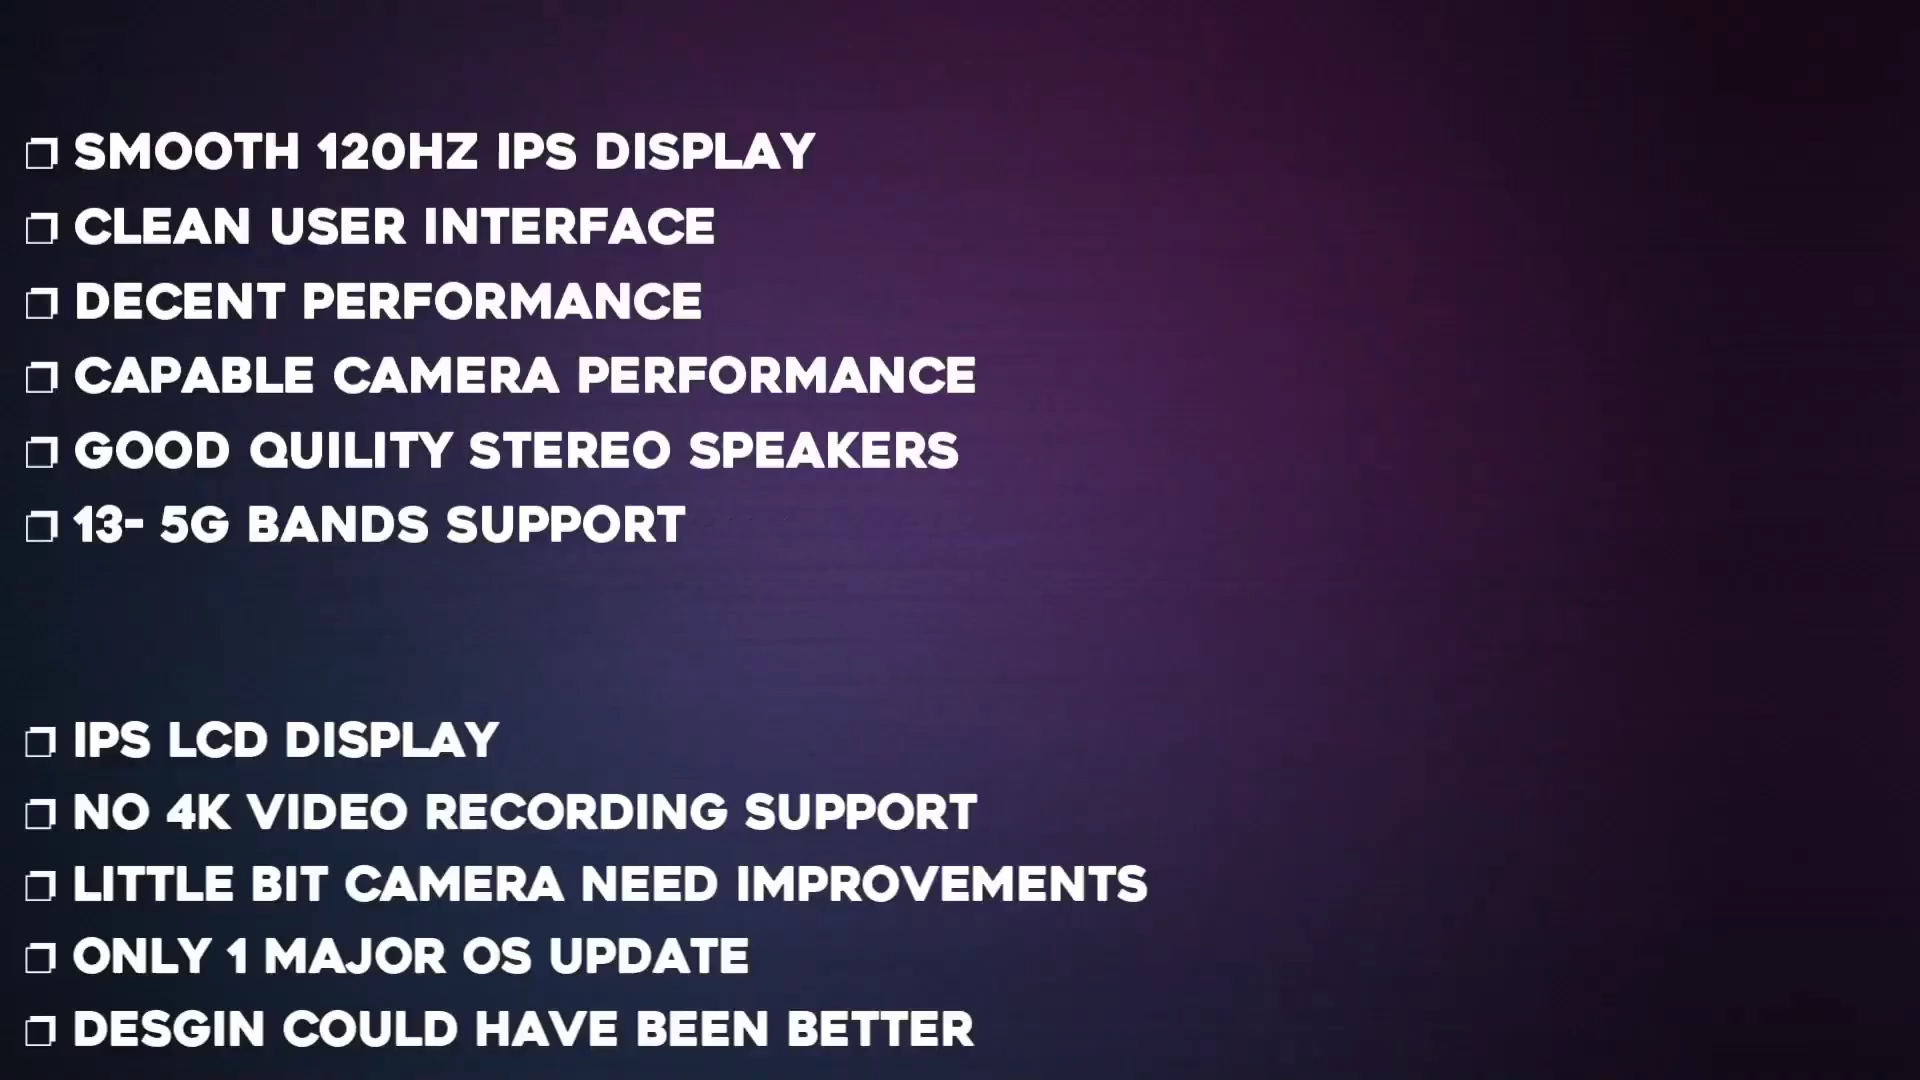 ❐ SMOOTH 120HZ IPS DISPLAY
❐ CLEAN USER INTERFACE
❐ DECENT PERFORMANCE
❐ CAPABLE CAMERA PERFORMANCE
❐ GOOD QUILITY STEREO SPEAKERS
❐ 13- 5G BANDS SUPPORT
❐ IPS LCD DISPLAY
❐ NO 4K VIDEO RECORDING SUPPORT
❐ LITTLE BIT CAMERA NEED IMPROVEMENTS
❐ ONLY 1 MAJOR OS UPDATE
❐ DESGIN COULD HAVE BEEN BETTER